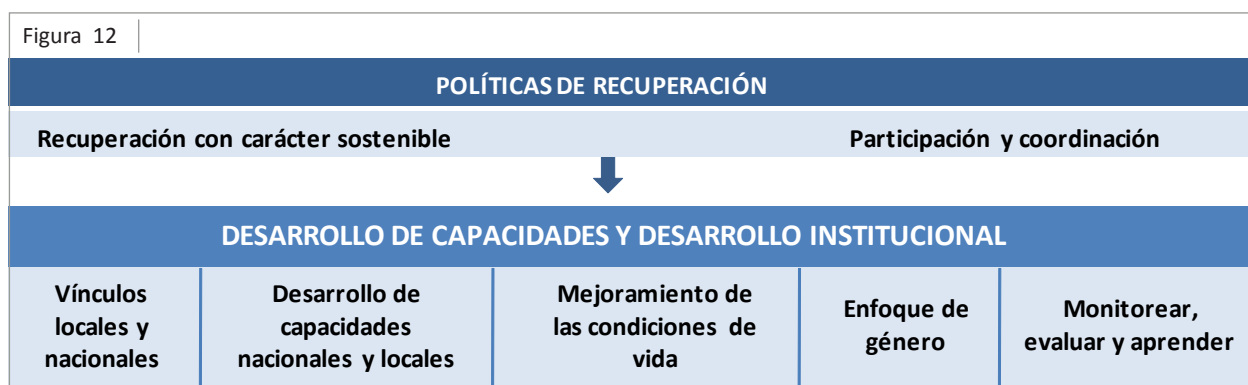 Figura 12
POLÍTICAS DE RECUPERACIÓN
Recuperación con carácter sostenible
Participación y coordinación
DESARROLLO DE CAPACIDADES Y DESARROLLO INSTITUCIONAL
Vínculos
locales y
nacionales
Desarrollo de
capacidades
nacionales y locales
Mejoramiento de
las condiciones de
vida
Enfoque de
género
Monitorear,
evaluar y aprender